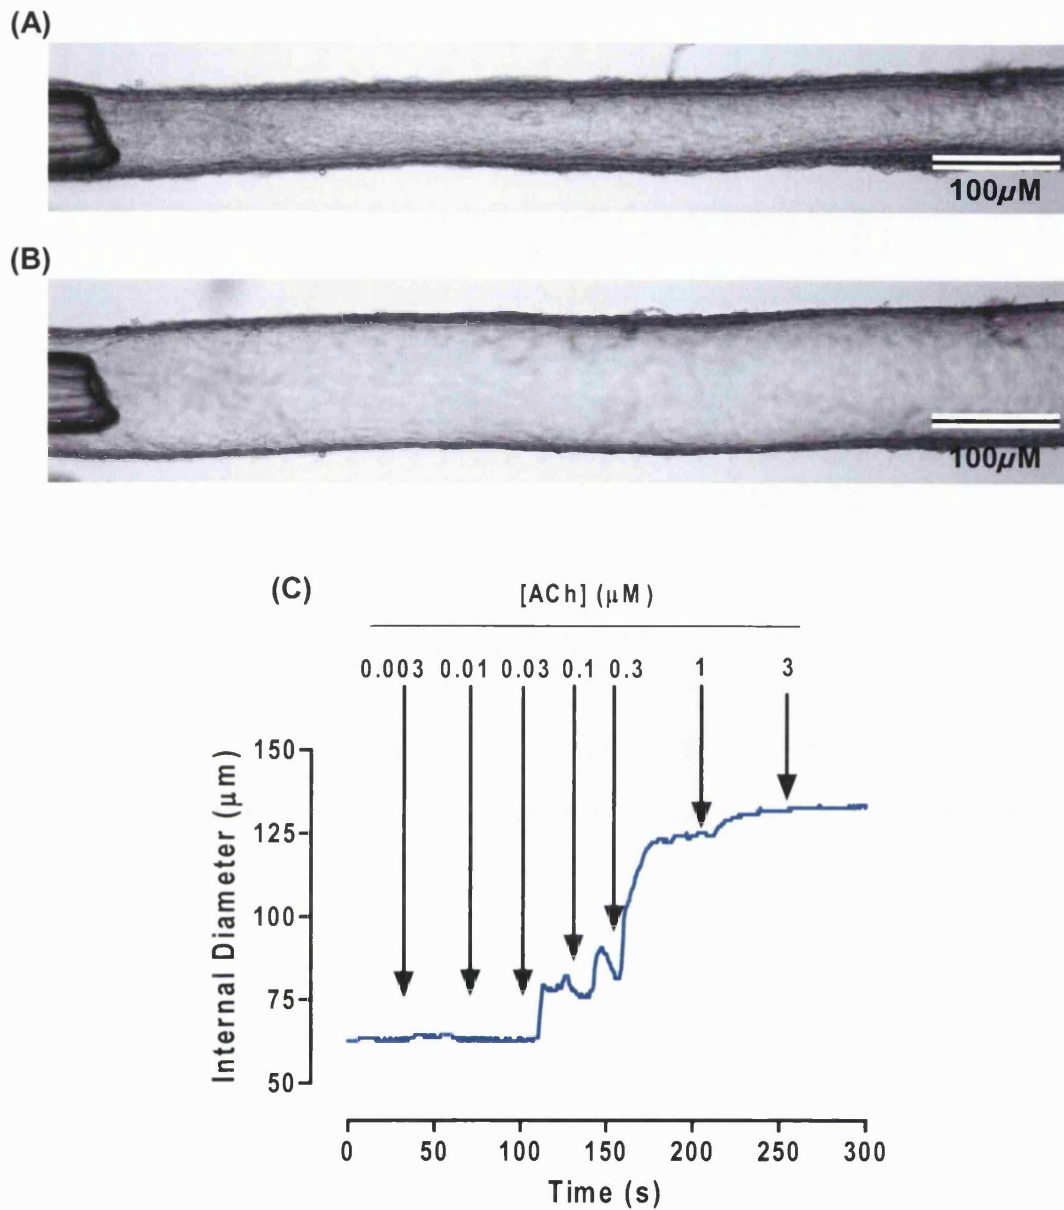 (A)
100µM
(B)
100µM
(C)
[ACh] (µM)
0.003 0.01 0.03 0.1 0.3 1 3
Internal Diameter (µm)
150
125
100
75
50
0 50 100 150 200 250 300
Time (s)